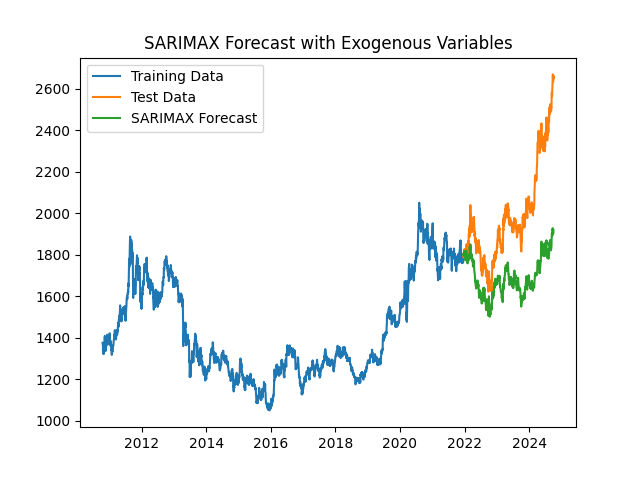 SARIMAX Forecast with Exogenous Variables
Training Data
Test Data
SARIMAX Forecast
2600
2400
2200
2000
1800
1600
1400
1200
1000
2012 2014 2016 2018 2020 2022 2024